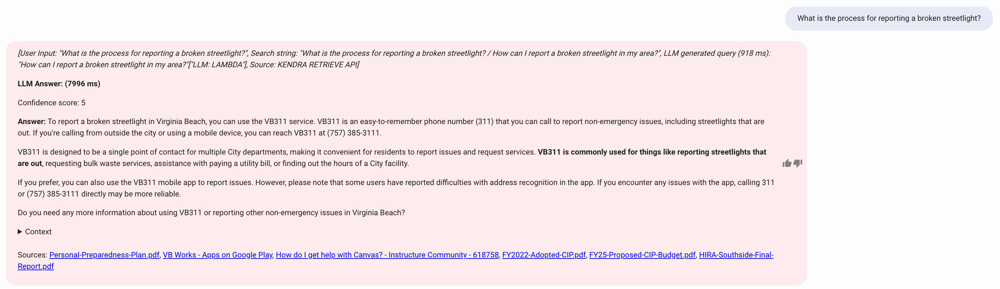 What is the process for reporting a broken streetlight?
[User Input: "What is the process for reporting a broken streetlight?", Search string: "What is the process for reporting a broken streetlight? / How can I report a broken streetlight in my area?", LLM generated query (918 ms):
"How can I report a broken streetlight in my area?"["LLM: LAMBDA"], Source: KENDRA RETRIEVE API]
LLM Answer: (7996 ms)
Confidence score: 5
Answer: To report a broken streetlight in Virginia Beach, you can use the VB311 service. VB311 is an easy-to-remember phone number (311) that you can call to report non-emergency issues, including streetlights that are
out. If you're calling from outside the city or using a mobile device, you can reach VB311 at (757) 385-3111.
VB311 is designed to be a single point of contact for multiple City departments, making it convenient for residents to report issues and request services. VB311 is commonly used for things like reporting streetlights that
are out, requesting bulk waste services, assistance with paying a utility bill, or finding out the hours of a City facility.
If you prefer, you can also use the VB311 mobile app to report issues. However, please note that some users have reported difficulties with address recognition in the app. If you encounter any issues with the app, calling 311
or (757) 385-3111 directly may be more reliable.
Do you need any more information about using VB311 or reporting other non-emergency issues in Virginia Beach?
▶ Context
Sources: Personal-Preparedness-Plan.pdf, VB Works - Apps on Google Play, How do I get help with Canvas? - Instructure Community - 618758, FY2022-Adopted-CIP.pdf, FY25-Proposed-CIP-Budget.pdf, HIRA-Southside-Final-
Report.pdf